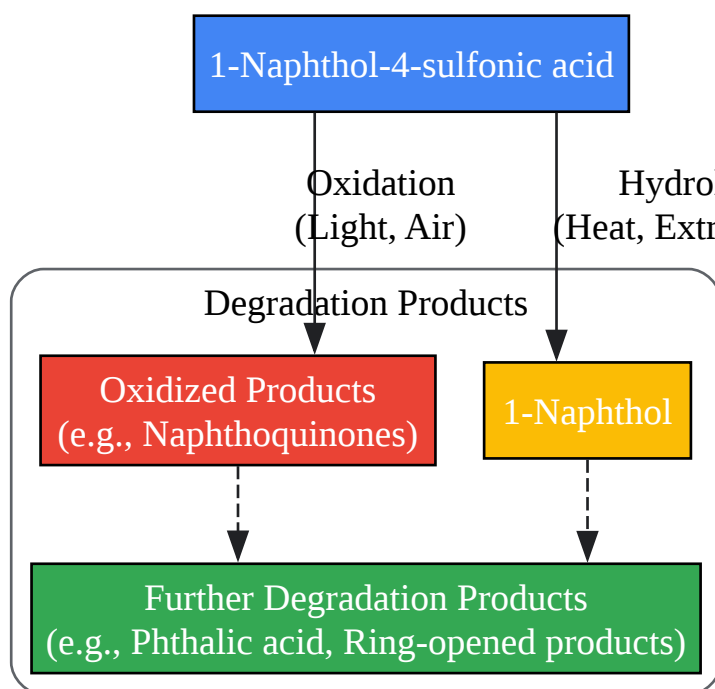 1-Naphthol-4-sulfonic acid
Oxidation
(Light, Air)
Hydrol
(Heat, Extr
Degradation Products
Oxidized Products
(e.g., Naphthoquinones)
1-Naphthol
Further Degradation Products
(e.g., Phthalic acid, Ring-opened products)